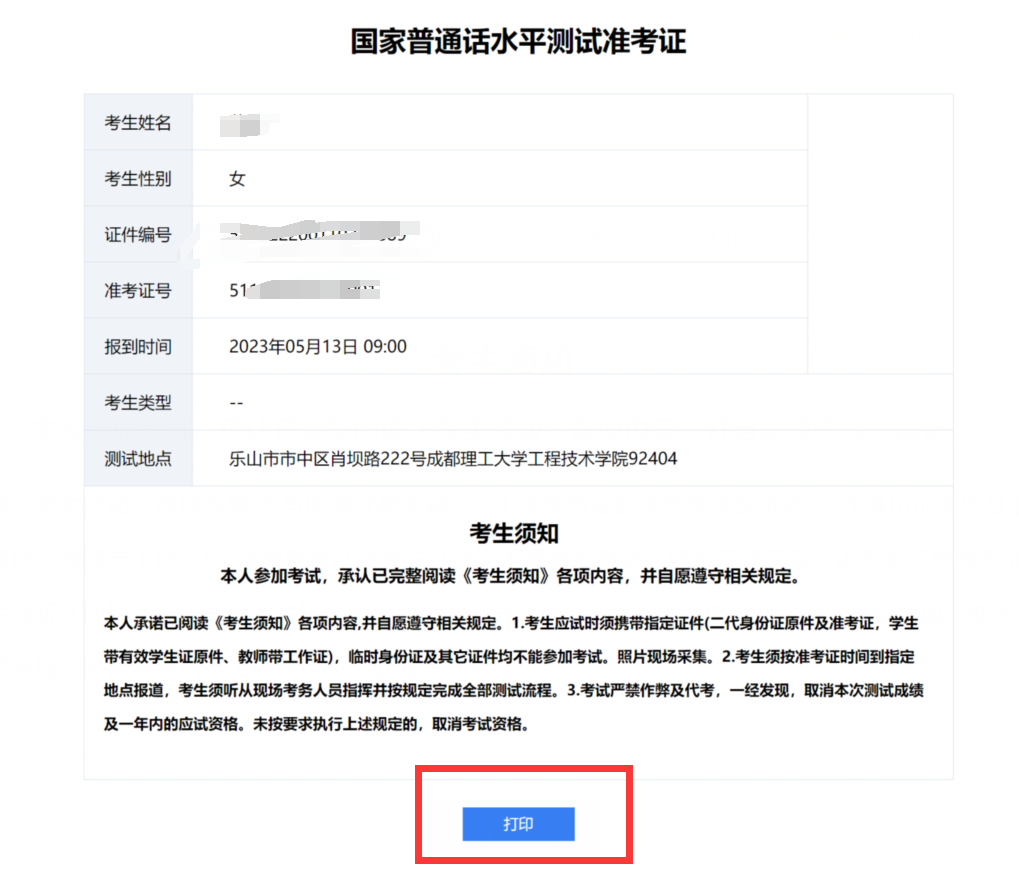 国家普通话水平测试准考证
考生姓名
考生性别 女
证件编号
准考证号 511
报到时间 2023年05月13日 09:00
考生类型 --
测试地点 乐山市市中区肖坝路222号成都理工大学工程技术学院92404
考生须知
本人参加考试，承认已完整阅读《考生须知》各项内容，并自愿遵守相关规定。
本人承诺已阅读《考生须知》各项内容,并自愿遵守相关规定。1.考生应试时须携带指定证件(二代身份证原件及准考证，学生
带有效学生证原件、教师带工作证)，临时身份证及其它证件均不能参加考试。照片现场采集。2.考生须按准考证时间到指定
地点报道，考生须听从现场考务人员指挥并按规定完成全部测试流程。3.考试严禁作弊及代考，一经发现，取消本次测试成绩
及一年内的应试资格。未按要求执行上述规定的，取消考试资格。
打印